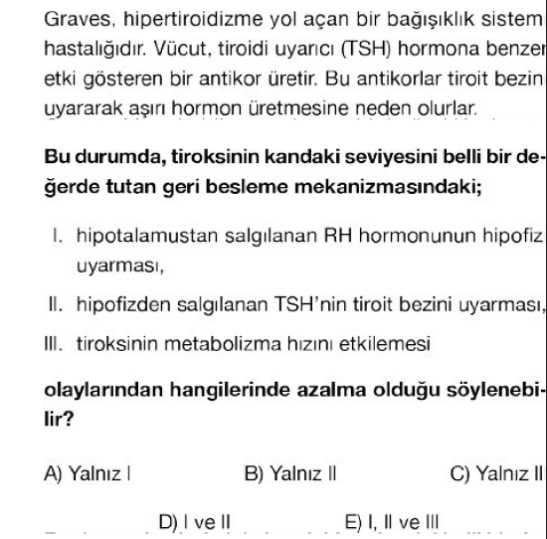 Graves, hipertiroidizme yol açan bir bağışıklık sistem
hastalığıdır. Vücut, tiroidi uyarıcı (TSH) hormona benzer
etki gösteren bir antikor üretir. Bu antikorlar tiroit bezin
uyararak aşırı hormon üretmesine neden olurlar.
Bu durumda, tiroksinin kandaki seviyesini belli bir de-
ğerde tutan geri besleme mekanizmasındaki;
I. hipotalamustan salgılanan RH hormonunun hipofiz
uyarması,
II. hipofizden salgılanan TSH’nin tiroit bezini uyarması,
III. tiroksinin metabolizma hızını etkilemesi
olaylarından hangilerinde azalma olduğu söylenebi-
lir?
A) Yalnız I B) Yalnız II C) Yalnız II
D) I ve II E) I, II ve III